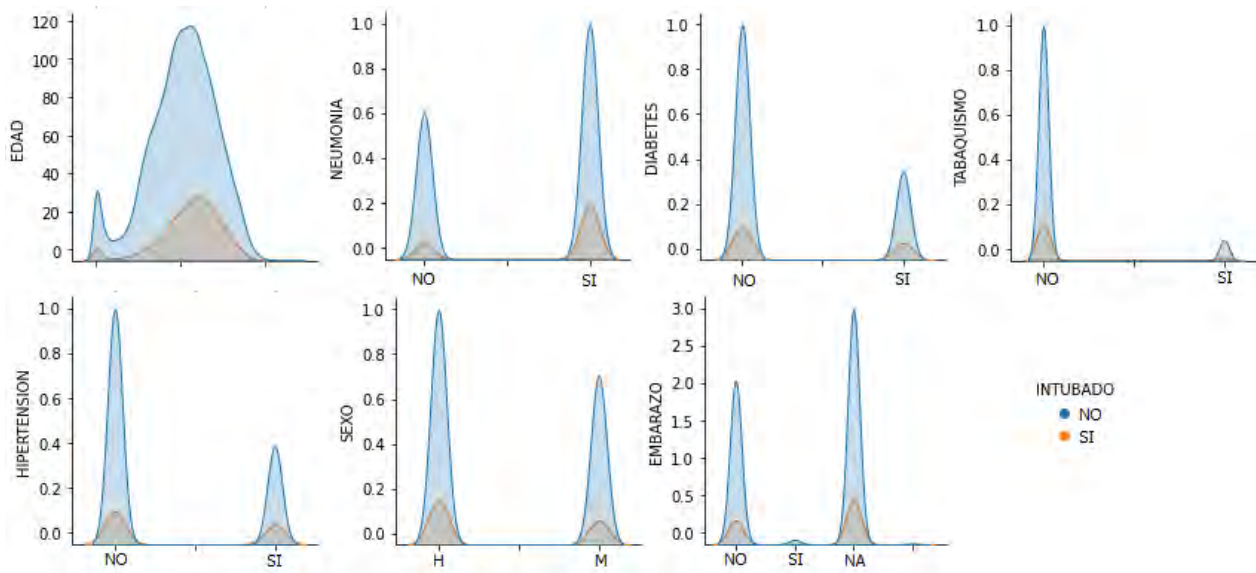 EDAD
120
100
80
60
40
20
0
NEUMONIA
1.0
0.8
0.6
0.4
0.2
0.0
NO SI
DIABETES
1.0
0.8
0.6
0.4
0.2
0.0
NO SI
TABAQUISMO
1.0
0.8
0.6
0.4
0.2
0.0
NO SI
HIPERTENSION
1.0
0.8
0.6
0.4
0.2
0.0
NO SI
SEXO
1.0
0.8
0.6
0.4
0.2
0.0
H M
EMBARAZO
3.0
2.5
2.0
1.5
1.0
0.5
0.0
NO SI NA
INTUBADO
NO
SI